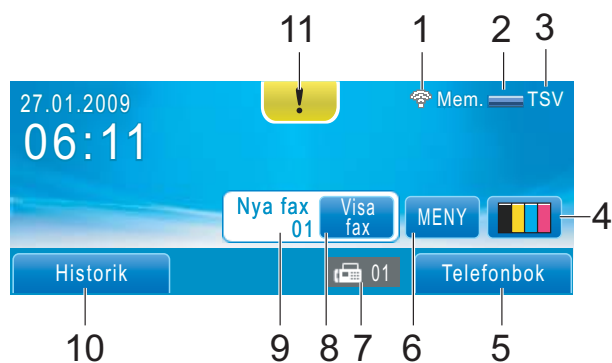 11 1 2 3
27.01.2009
! Mem. TSV
06:11
Nya fax
01
Visa
fax
MENY
4
Historik
01
Telefonbok
10 9 8 7 6 5